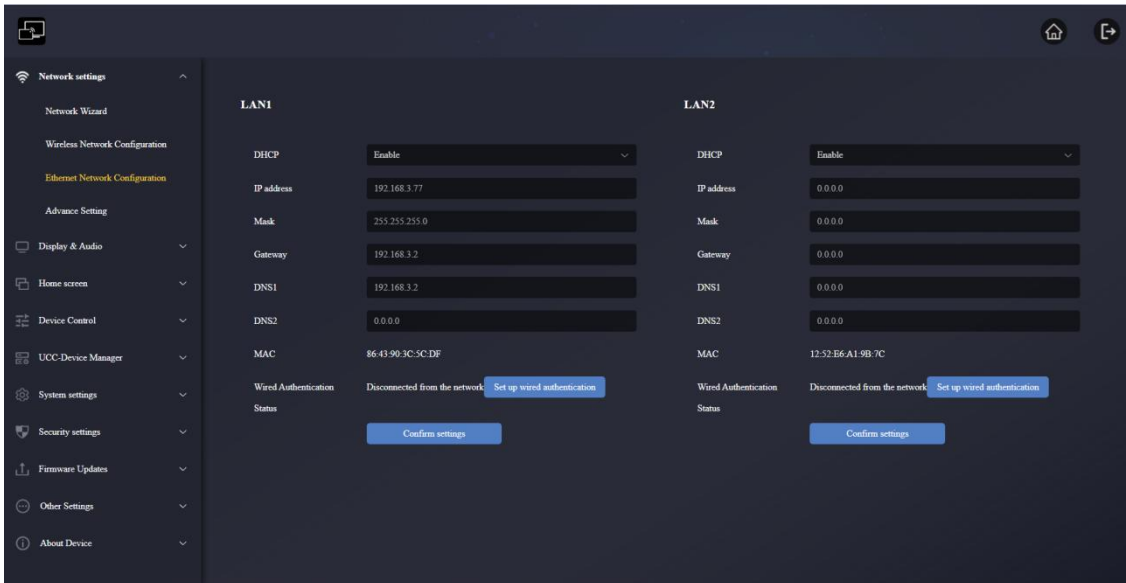 Network settings
Network Wizard
Wireless Network Configuration
Ethernet Network Configuration
Advance Setting
Display & Audio
Home screen
Device Control
UCC-Device Manager
System settings
Security settings
Firmware Updates
Other Settings
About Device
LAN1
DHCP Enable
IP address 192.168.3.77
Mask 255.255.255.0
Gateway 192.168.3.2
DNS1 192.168.3.2
DNS2 0.0.0.0
MAC 86:43:90:3C:5C:DF
Wired Authentication Status Disconnected from the network Set up wired authentication
Confirm settings
LAN2
DHCP Enable
IP address 0.0.0.0
Mask 0.0.0.0
Gateway 0.0.0.0
DNS1 0.0.0.0
DNS2 0.0.0.0
MAC 12:52:E6:A1:9B:7C
Wired Authentication Status Disconnected from the network Set up wired authentication
Confirm settings